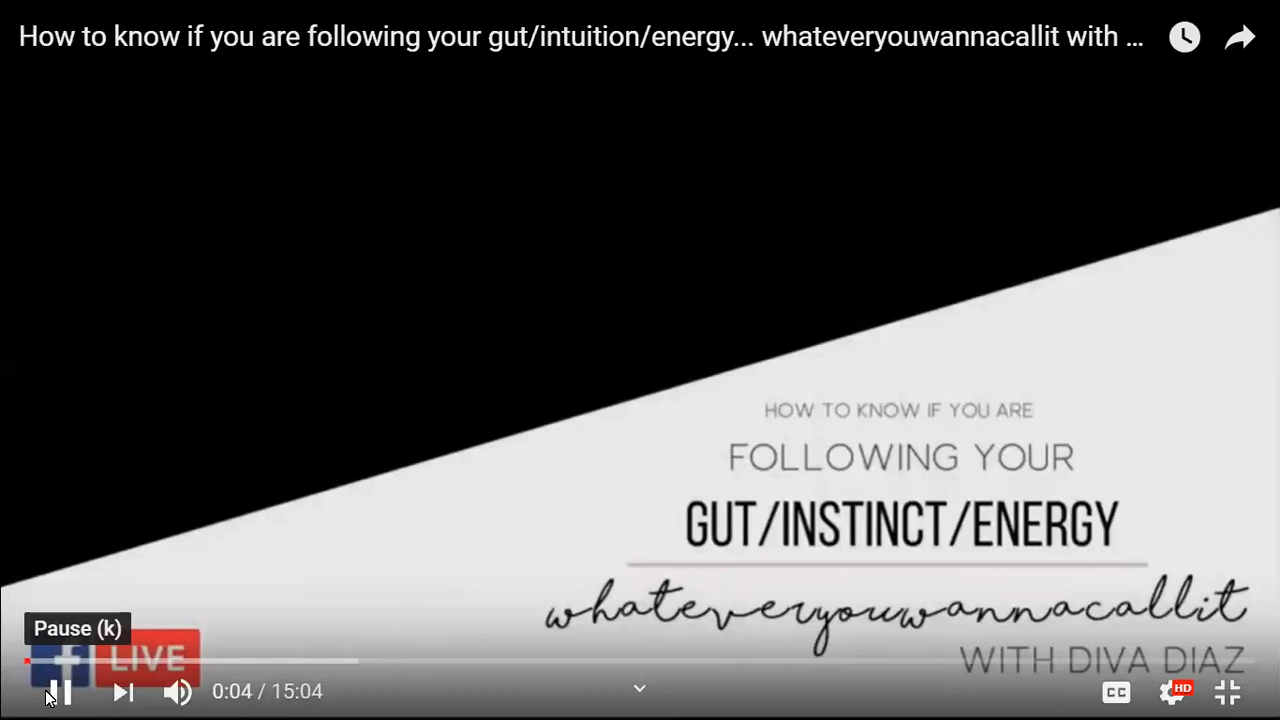 How to know if you are following your gut/intuition/energy... whateveryouwannacallit with ...
HOW TO KNOW IF YOU ARE
FOLLOWING YOUR
GUT/INSTINCT/ENERGY
whateveryouwannacallit
WITH DIVA DIAZ
Pause (k)
f LIVE
0:04 / 15:04
CC
HD